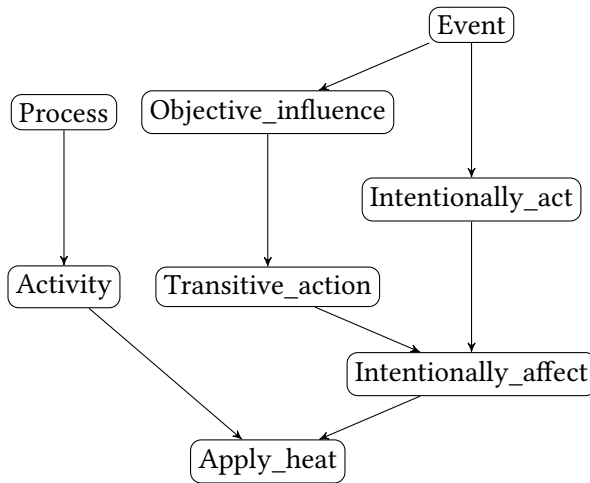 Event
Process
Objective_influence
Intentionally_act
Activity
Transitive_action
Intentionally_affect
Apply_heat